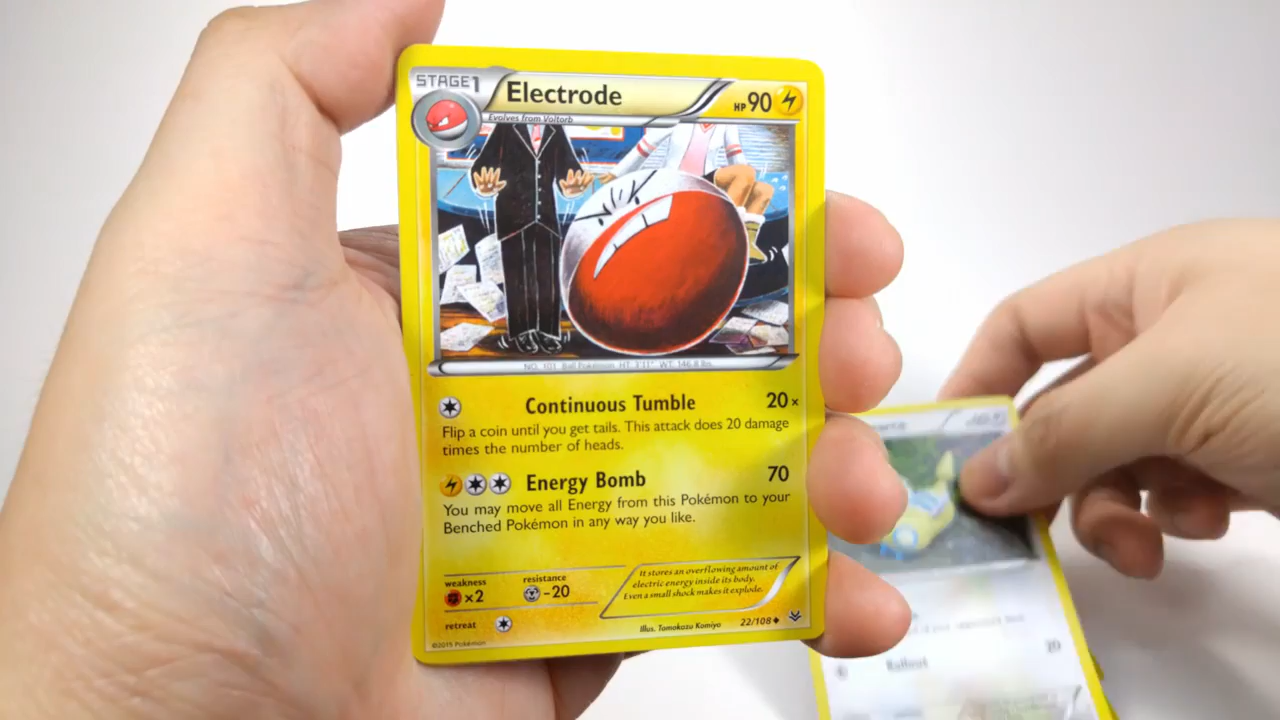 STAGE1
Electrode
HP 90
Evolves from Voltorb
NO. 101 Ball Pokémon HT: 3'11" WT: 146.8 lbs.
Continuous Tumble 20×
Flip a coin until you get tails. This attack does 20 damage
times the number of heads.
Energy Bomb 70
You may move all Energy from this Pokémon to your
Benched Pokémon in any way you like.
weakness
×2
resistance
-20
It stores an overflowing amount of
electric energy inside its body.
Even a small shock makes it explode.
retreat
Illus. Tomokazu Komiya
22/108
©2015 Pokémon
20
Rollout